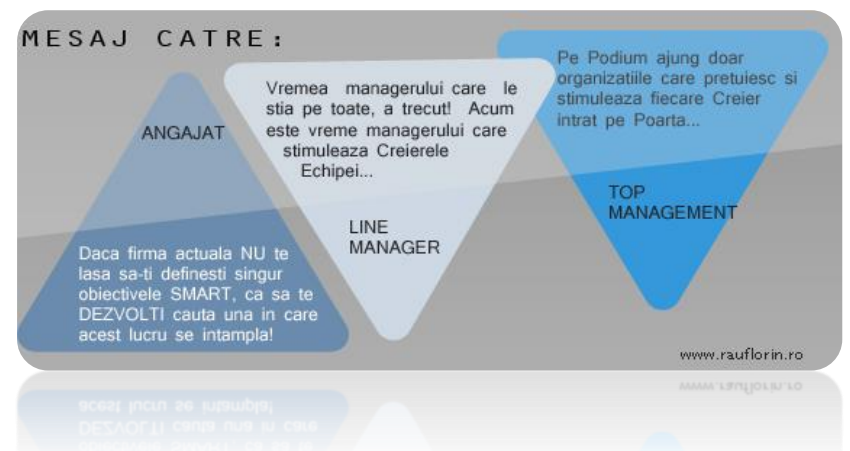 MESAJ CATRE:
ANGAJAT
Daca firma actuala NU te
lasa sa-ti definesti singur
obiectivele SMART, ca sa te
DEZVOLTI cauta una in care
acest lucru se intampla!
Vremea managerului care le
stia pe toate, a trecut! Acum
este vreme managerului care
stimuleaza Creierele
Echipei...
LINE
MANAGER
Pe Podium ajung doar
organizatiile care pretuiesc si
stimuleaza fiecare Creier
intrat pe Poarta...
TOP
MANAGEMENT
www.rauflorin.ro